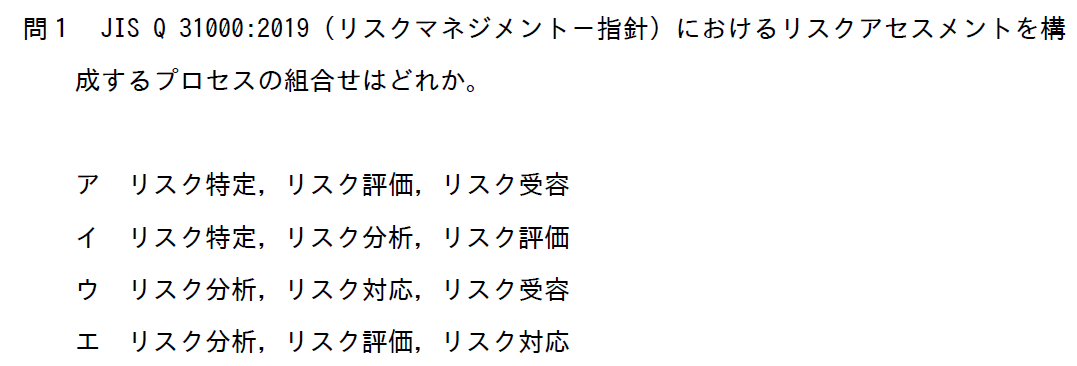 問１　JIS Q 31000:2019（リスクマネジメント－指針）におけるリスクアセスメントを構
成するプロセスの組合せはどれか。
ア　リスク特定，リスク評価，リスク受容
イ　リスク特定，リスク分析，リスク評価
ウ　リスク分析，リスク対応，リスク受容
エ　リスク分析，リスク評価，リスク対応